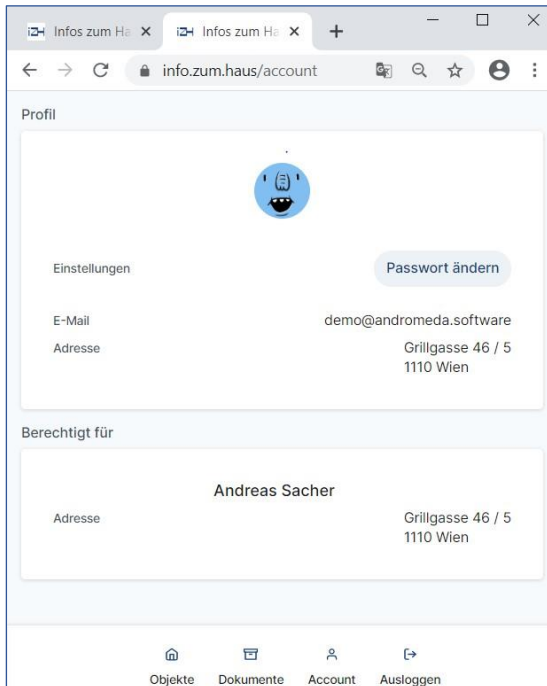 Infos zum Ha
Infos zum Ha
info.zum.haus/account
Profil
Einstellungen
Passwort ändern
E-Mail
demo@andromeda.software
Adresse
Grillgasse 46 / 5
1110 Wien
Berechtigt für
Andreas Sacher
Adresse
Grillgasse 46 / 5
1110 Wien
Objekte
Dokumente
Account
Ausloggen